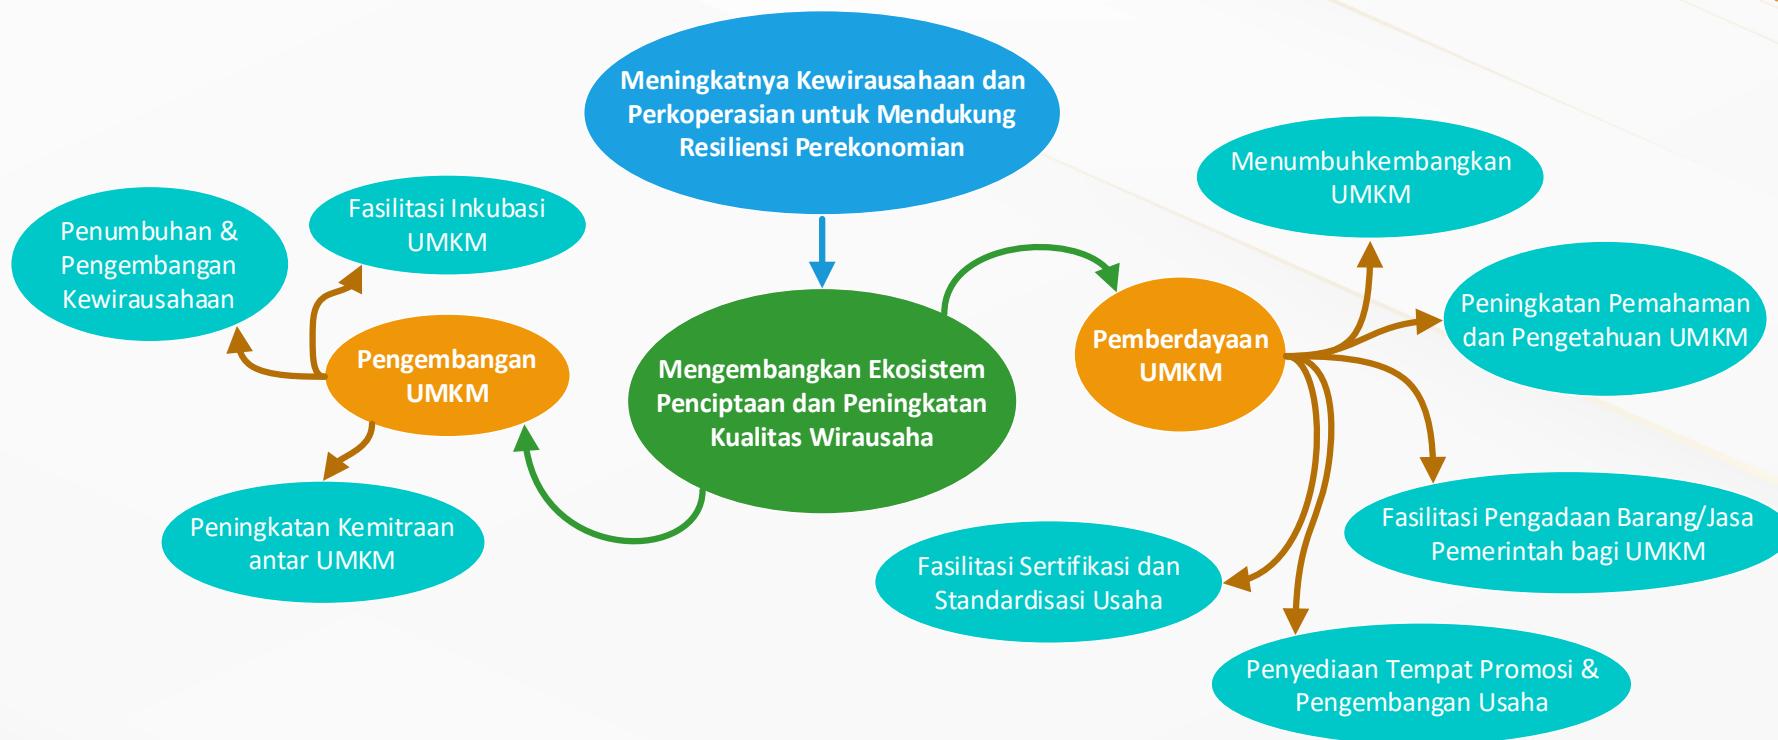 Meningkatnya Kewirausahaan dan
Perkoperasian untuk Mendukung
Resiliensi Perekonomian
Mengembangkan Ekosistem
Penciptaan dan Peningkatan
Kualitas Wirausaha
Pengembangan
UMKM
Penumbuhan &
Pengembangan
Kewirausahaan
Fasilitasi Inkubasi
UMKM
Peningkatan Kemitraan
antar UMKM
Pemberdayaan
UMKM
Menumbuhkembangkan
UMKM
Peningkatan Pemahaman
dan Pengetahuan UMKM
Fasilitasi Pengadaan Barang/Jasa
Pemerintah bagi UMKM
Fasilitasi Sertifikasi dan
Standardisasi Usaha
Penyediaan Tempat Promosi &
Pengembangan Usaha